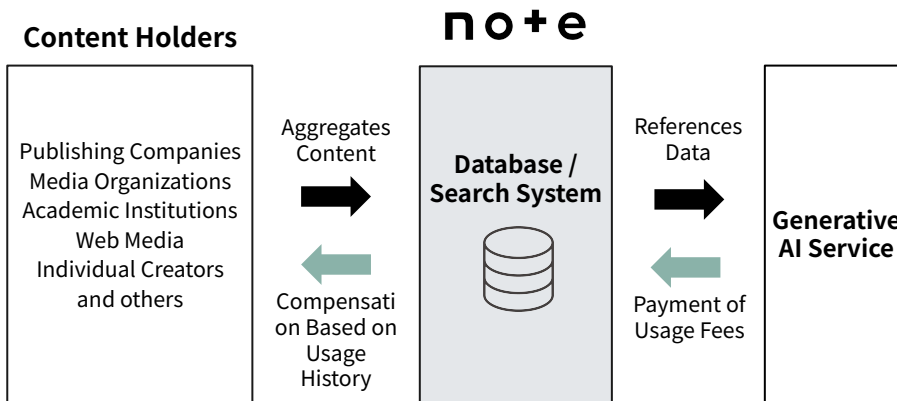 note
Content Holders
Publishing Companies
Media Organizations
Academic Institutions
Web Media
Individual Creators
and others
Aggregates
Content
Compensati
on Based on
Usage
History
Database /
Search System
References
Data
Payment of
Usage Fees
Generative
AI Service